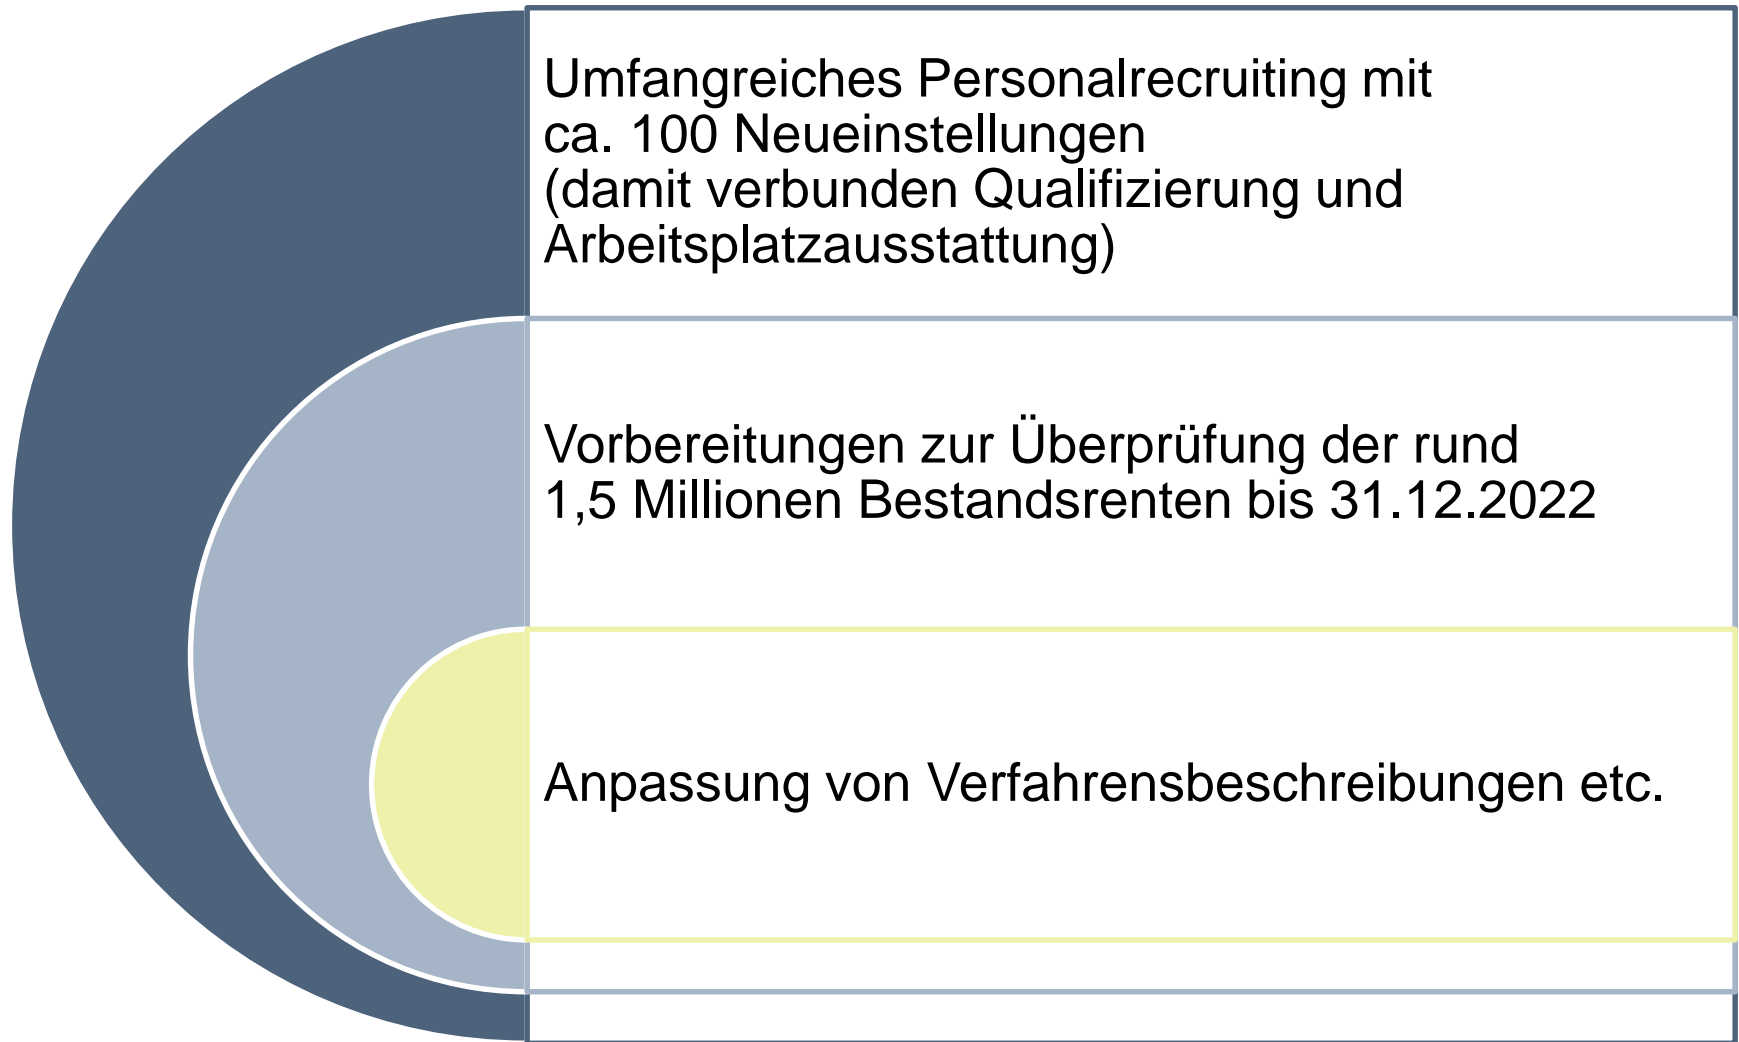 Umfangreiches Personalrecruiting mit
ca. 100 Neueinstellungen
(damit verbunden Qualifizierung und
Arbeitsplatzausstattung)
Vorbereitungen zur Überprüfung der rund
1,5 Millionen Bestandsrenten bis 31.12.2022
Anpassung von Verfahrensbeschreibungen etc.